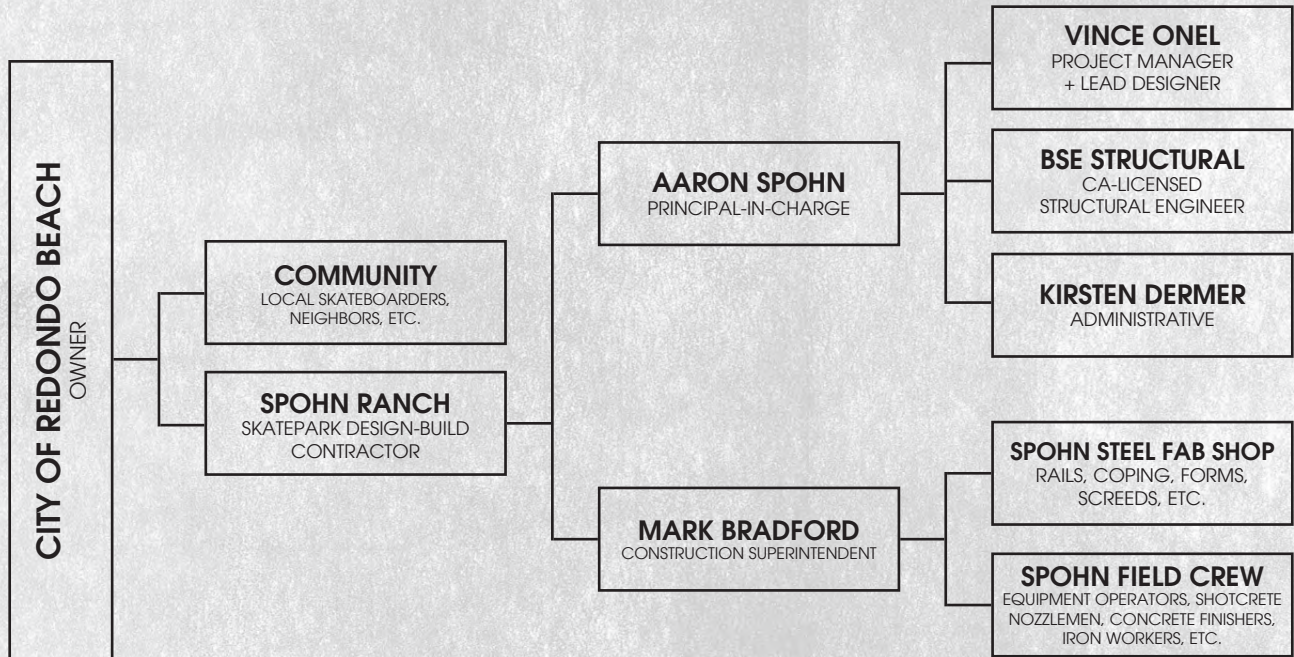 CITY OF REDONDO BEACH
OWNER
COMMUNITY
LOCAL SKATEBOARDERS,
NEIGHBORS, ETC.
SPOHN RANCH
SKATEPARK DESIGN-BUILD
CONTRACTOR
AARON SPOHN
PRINCIPAL-IN-CHARGE
MARK BRADFORD
CONSTRUCTION SUPERINTENDENT
VINCE ONEL
PROJECT MANAGER
+ LEAD DESIGNER
BSE STRUCTURAL
CA-LICENSED
STRUCTURAL ENGINEER
KIRSTEN DERMER
ADMINISTRATIVE
SPOHN STEEL FAB SHOP
RAILS, COPING, FORMS,
SCREEDS, ETC.
SPOHN FIELD CREW
EQUIPMENT OPERATORS, SHOTCRETE
NOZZLEMEN, CONCRETE FINISHERS,
IRON WORKERS, ETC.